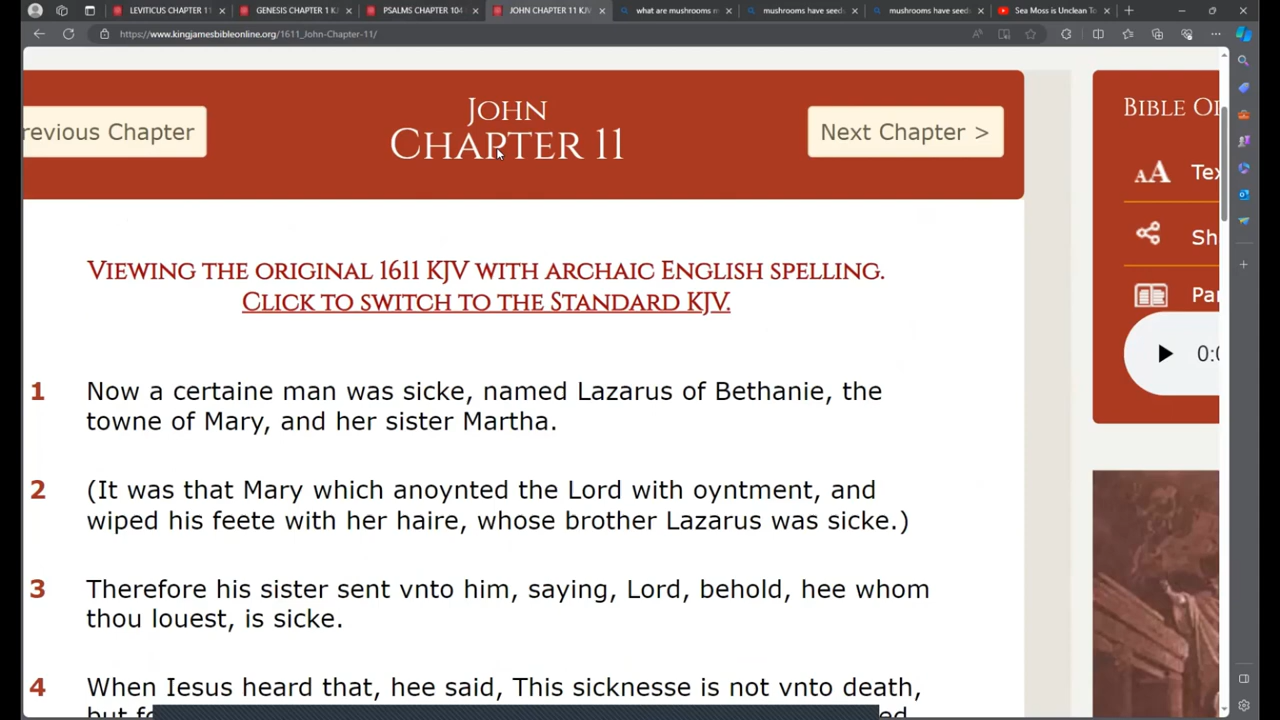 LEVITICUS CHAPTER 11
GENESIS CHAPTER 1 K
PSALMS CHAPTER 104
JOHN CHAPTER 11 KJV
what are mushrooms m
mushrooms have seed
mushrooms have seed
Sea Moss is Unclean To
https://www.kingjamesbibleonline.org/1611_John-Chapter-11/
revious Chapter
John
Chapter 11
Next Chapter >
Bible O
Viewing the original 1611 KJV with archaic English spelling.
Click to switch to the Standard KJV.
AA Tex
Sh
Par
0:0
1 Now a certaine man was sicke, named Lazarus of Bethanie, the
towne of Mary, and her sister Martha.
2 (It was that Mary which anoynted the Lord with oyntment, and
wiped his feete with her haire, whose brother Lazarus was sicke.)
3 Therefore his sister sent vnto him, saying, Lord, behold, hee whom
thou louest, is sicke.
4 When Iesus heard that, hee said, This sicknesse is not vnto death,